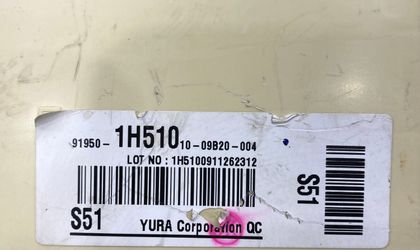 91950-1H510 10-09B20-004
LOT NO : 1H5100911262312
S51
YURA Corporation QC
S51